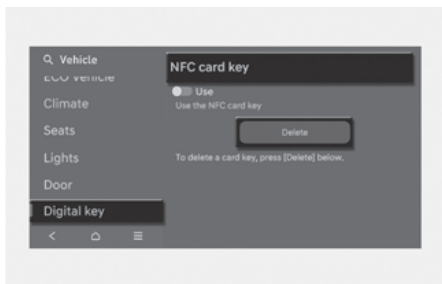 Vehicle
ECO vehicle
Climate
Seats
Lights
Door
Digital key
NFC card key
Use
Use the NFC card key
Delete
To delete a card key, press [Delete] below.